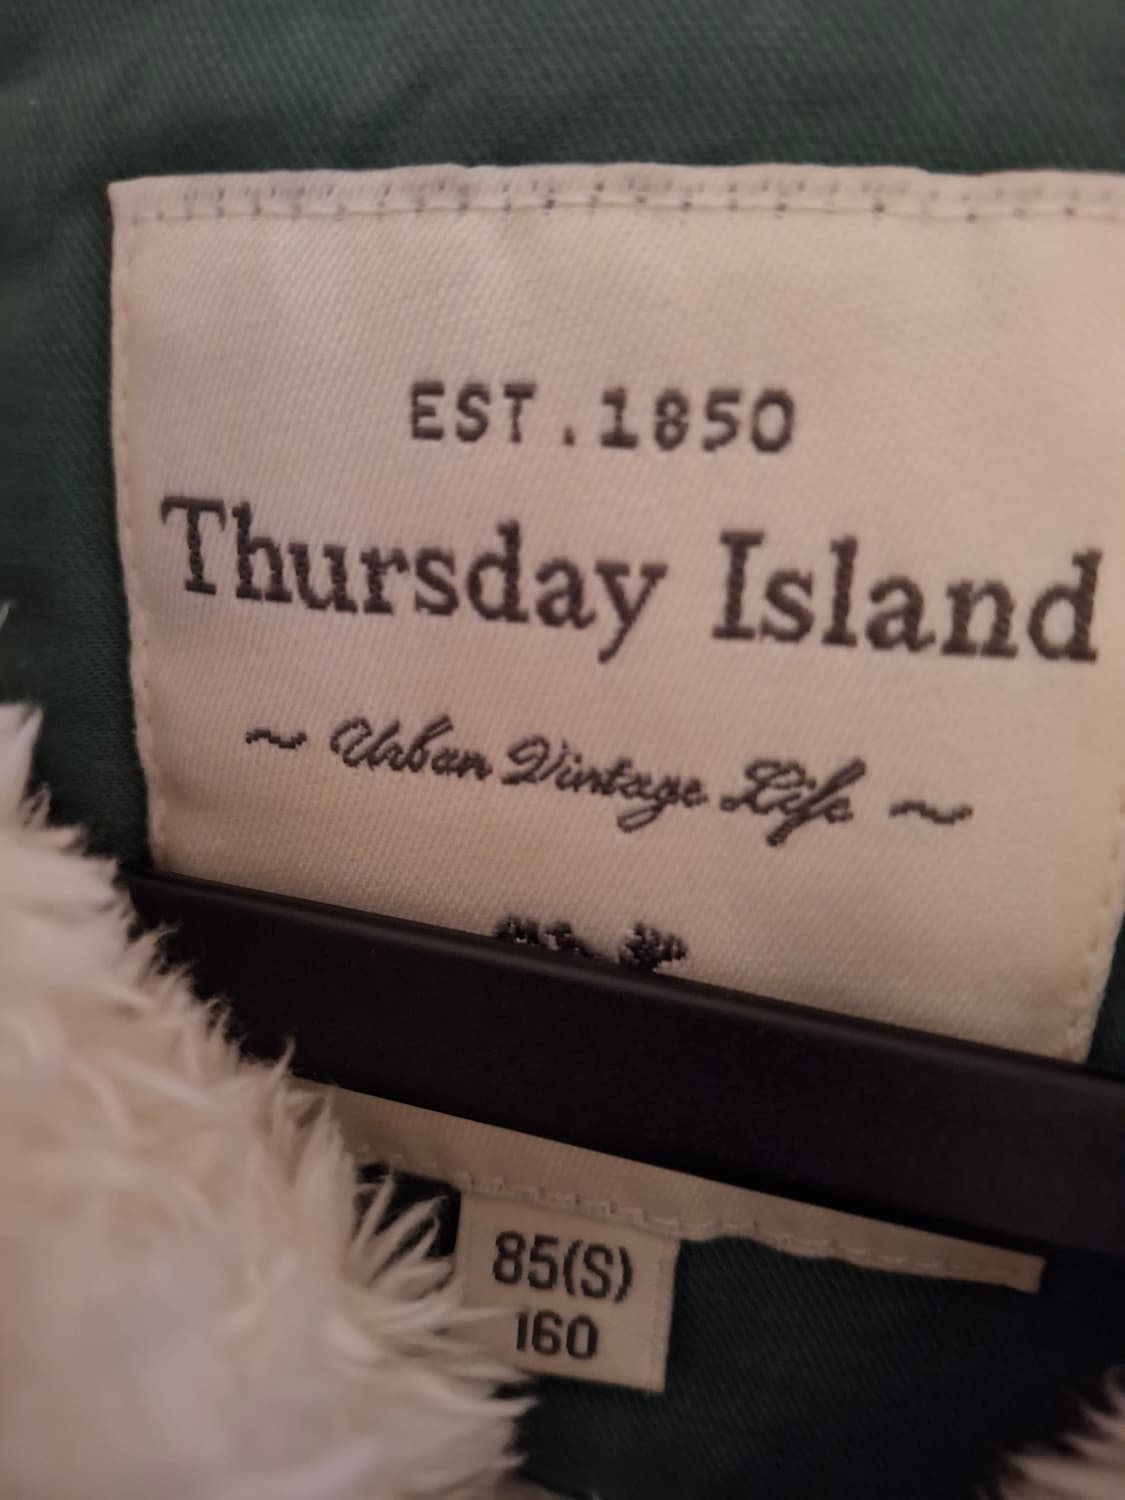 EST.1850
Thursday Island
~ Urban Vintage Life ~
85(S)
160